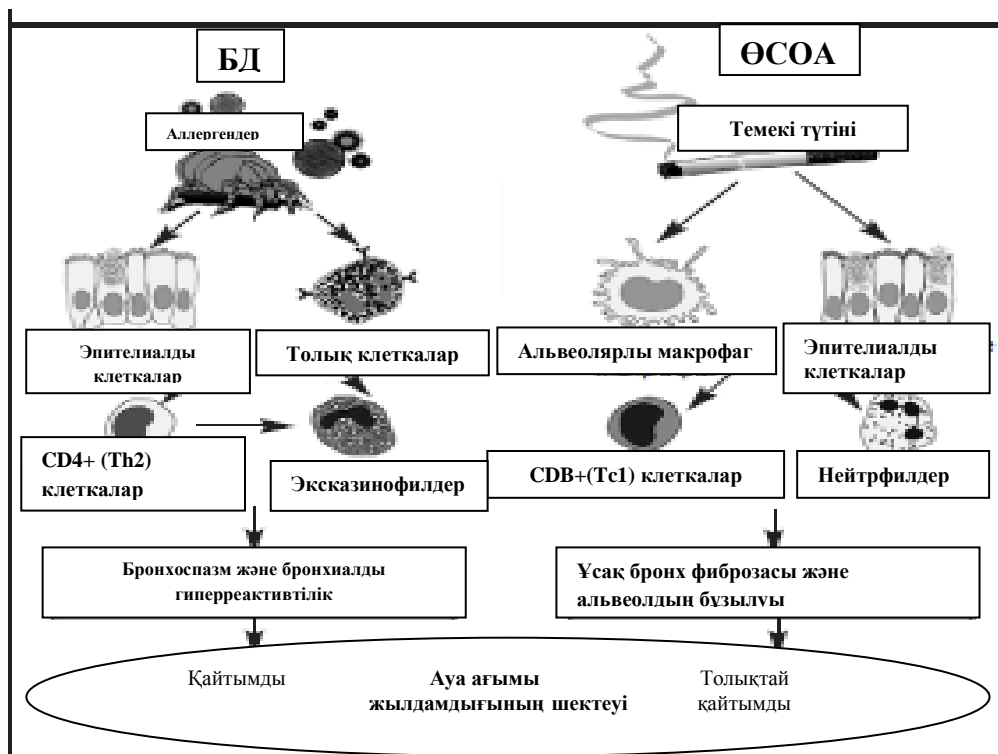 БД
ӨСОА
Аллергендер
Темекі түтіні
Эпителиалды
клеткалар
Толық клеткалар
Альвеолярлы макрофаг
Эпителиалды
клеткалар
CD4+ (Th2)
клеткалар
Эксказинофилдер
CDB+(Tc1) клеткалар
Нейтрфилдер
Бронхоспазм және бронхиалды
гиперреактивтілік
Ұсақ бронх фиброзасы және
альвеолдың бұзылуы
Қайтымды
Ауа ағымы
жылдамдығының шектеуі
Толықтай
қайтымды